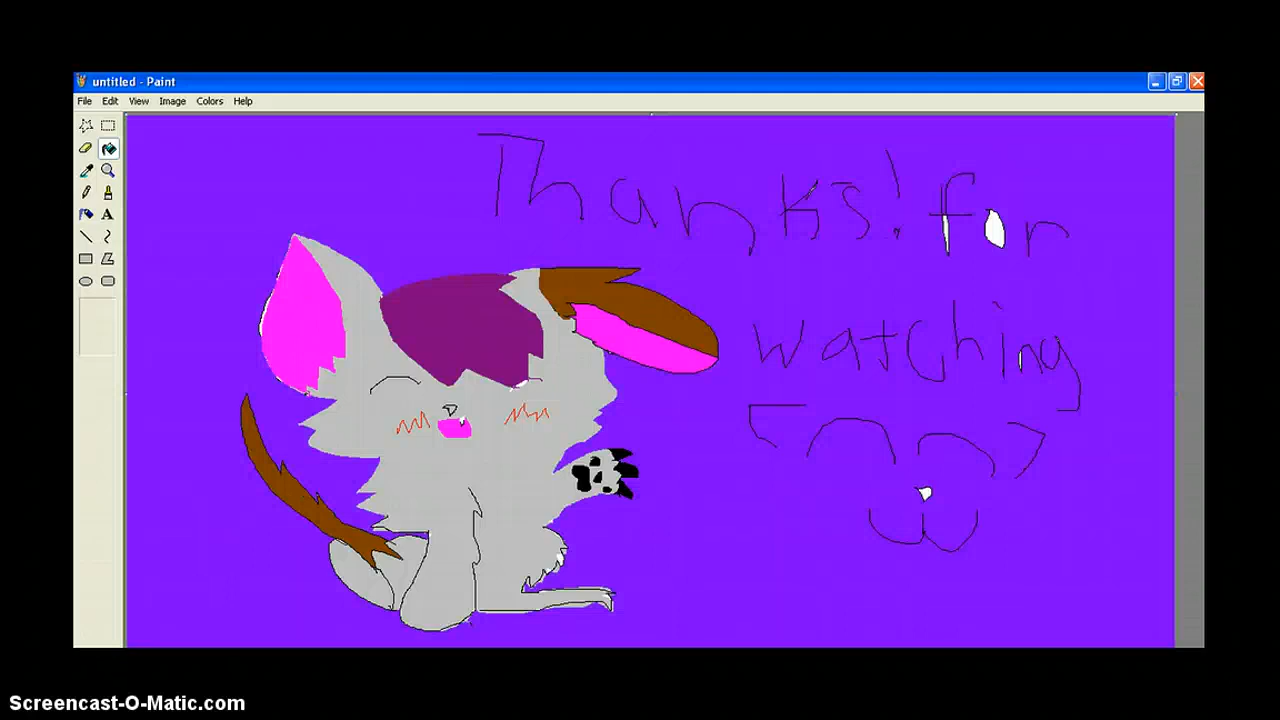 untitled - Paint
File Edit View Image Colors Help
Thanks! for
watching
Screencast-O-Matic.com